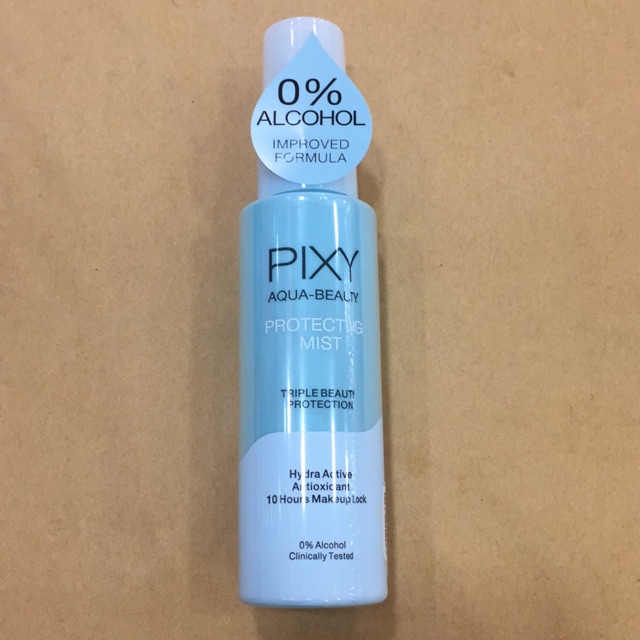 0%
ALCOHOL
IMPROVED
FORMULA
PIXY
AQUA-BEAUTY
PROTECTING
MIST
TRIPLE BEAUTY
PROTECTION
Hydra Active
Antioxidant
10 Hours Makeup Lock
0% Alcohol
Clinically Tested